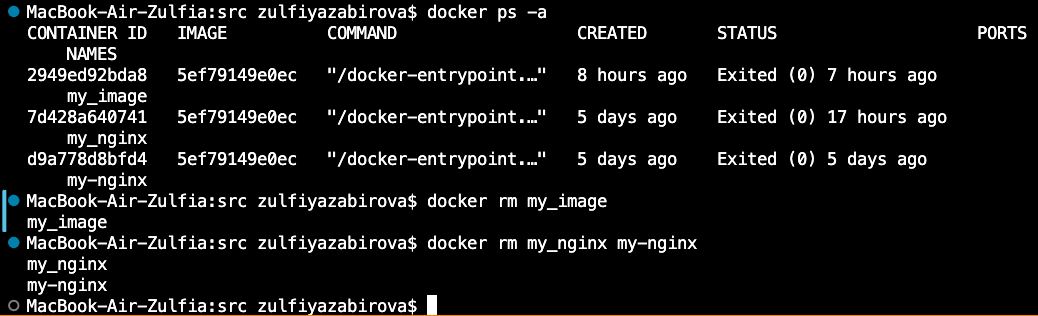 MacBook-Air-Zulfia:src zulfiyazabirova$ docker ps -a
CONTAINER ID   IMAGE          COMMAND                  CREATED       STATUS                    PORTS
    NAMES
2949ed92bda8   5ef79149e0ec   "/docker-entrypoint.…"   8 hours ago   Exited (0) 7 hours ago
    my_image
7d428a640741   5ef79149e0ec   "/docker-entrypoint.…"   5 days ago    Exited (0) 17 hours ago
    my_nginx
d9a778d8bfd4   5ef79149e0ec   "/docker-entrypoint.…"   5 days ago    Exited (0) 5 days ago
    my-nginx
MacBook-Air-Zulfia:src zulfiyazabirova$ docker rm my_image
my_image
MacBook-Air-Zulfia:src zulfiyazabirova$ docker rm my_nginx my-nginx
my_nginx
my-nginx
MacBook-Air-Zulfia:src zulfiyazabirova$